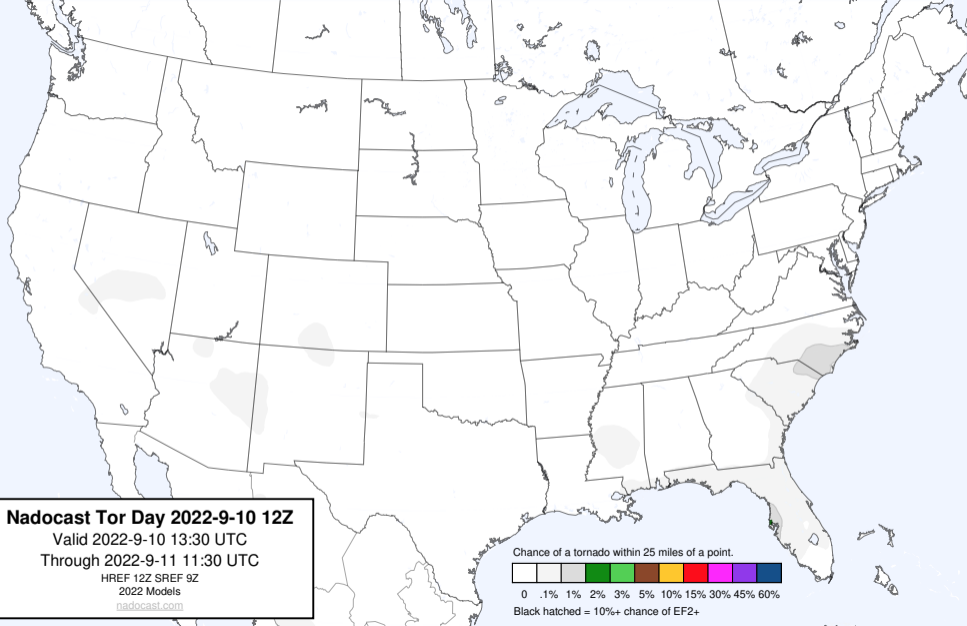 Nadocast Tor Day 2022-9-10 12Z
Valid 2022-9-10 13:30 UTC
Through 2022-9-11 11:30 UTC
HREF 12Z SREF 9Z
2022 Models
nadocast.com
Chance of a tornado within 25 miles of a point.
0 .1% 1% 2% 3% 5% 10% 15% 30% 45% 60%
Black hatched = 10%+ chance of EF2+